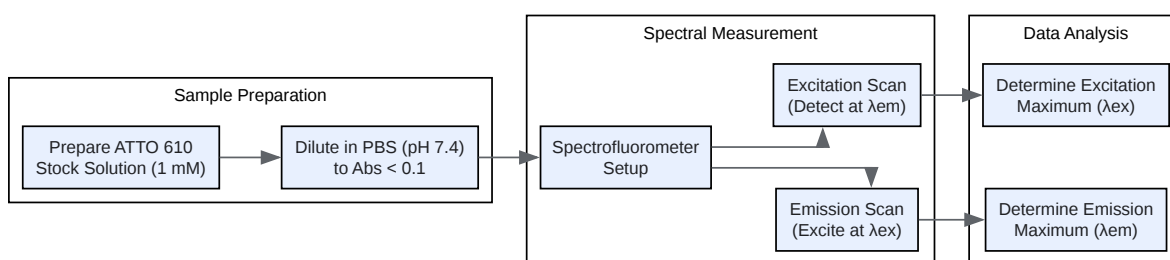 Sample Preparation
Prepare ATTO 610
Stock Solution (1 mM)
Dilute in PBS (pH 7.4)
to Abs < 0.1
Spectral Measurement
Spectrofluorometer
Setup
Excitation Scan
(Detect at λem)
Emission Scan
(Excite at λex)
Data Analysis
Determine Excitation
Maximum (λex)
Determine Emission
Maximum (λem)